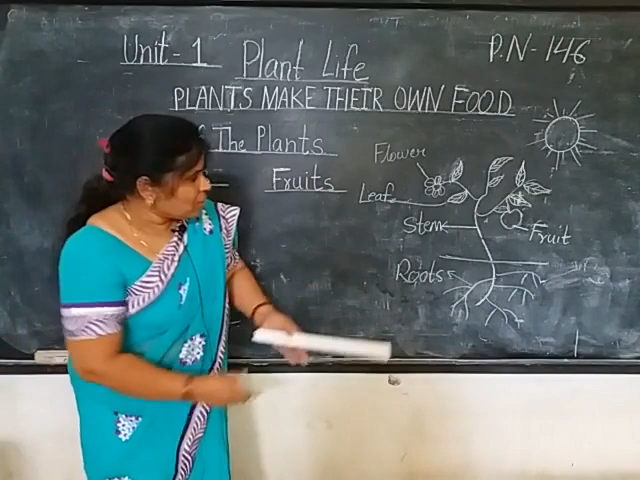 Unit-1 Plant Life P.N-146
PLANTS MAKE THEIR OWN FOOD
The Plants
Fruits
Flower
Leaf
Stem
Fruit
Roots